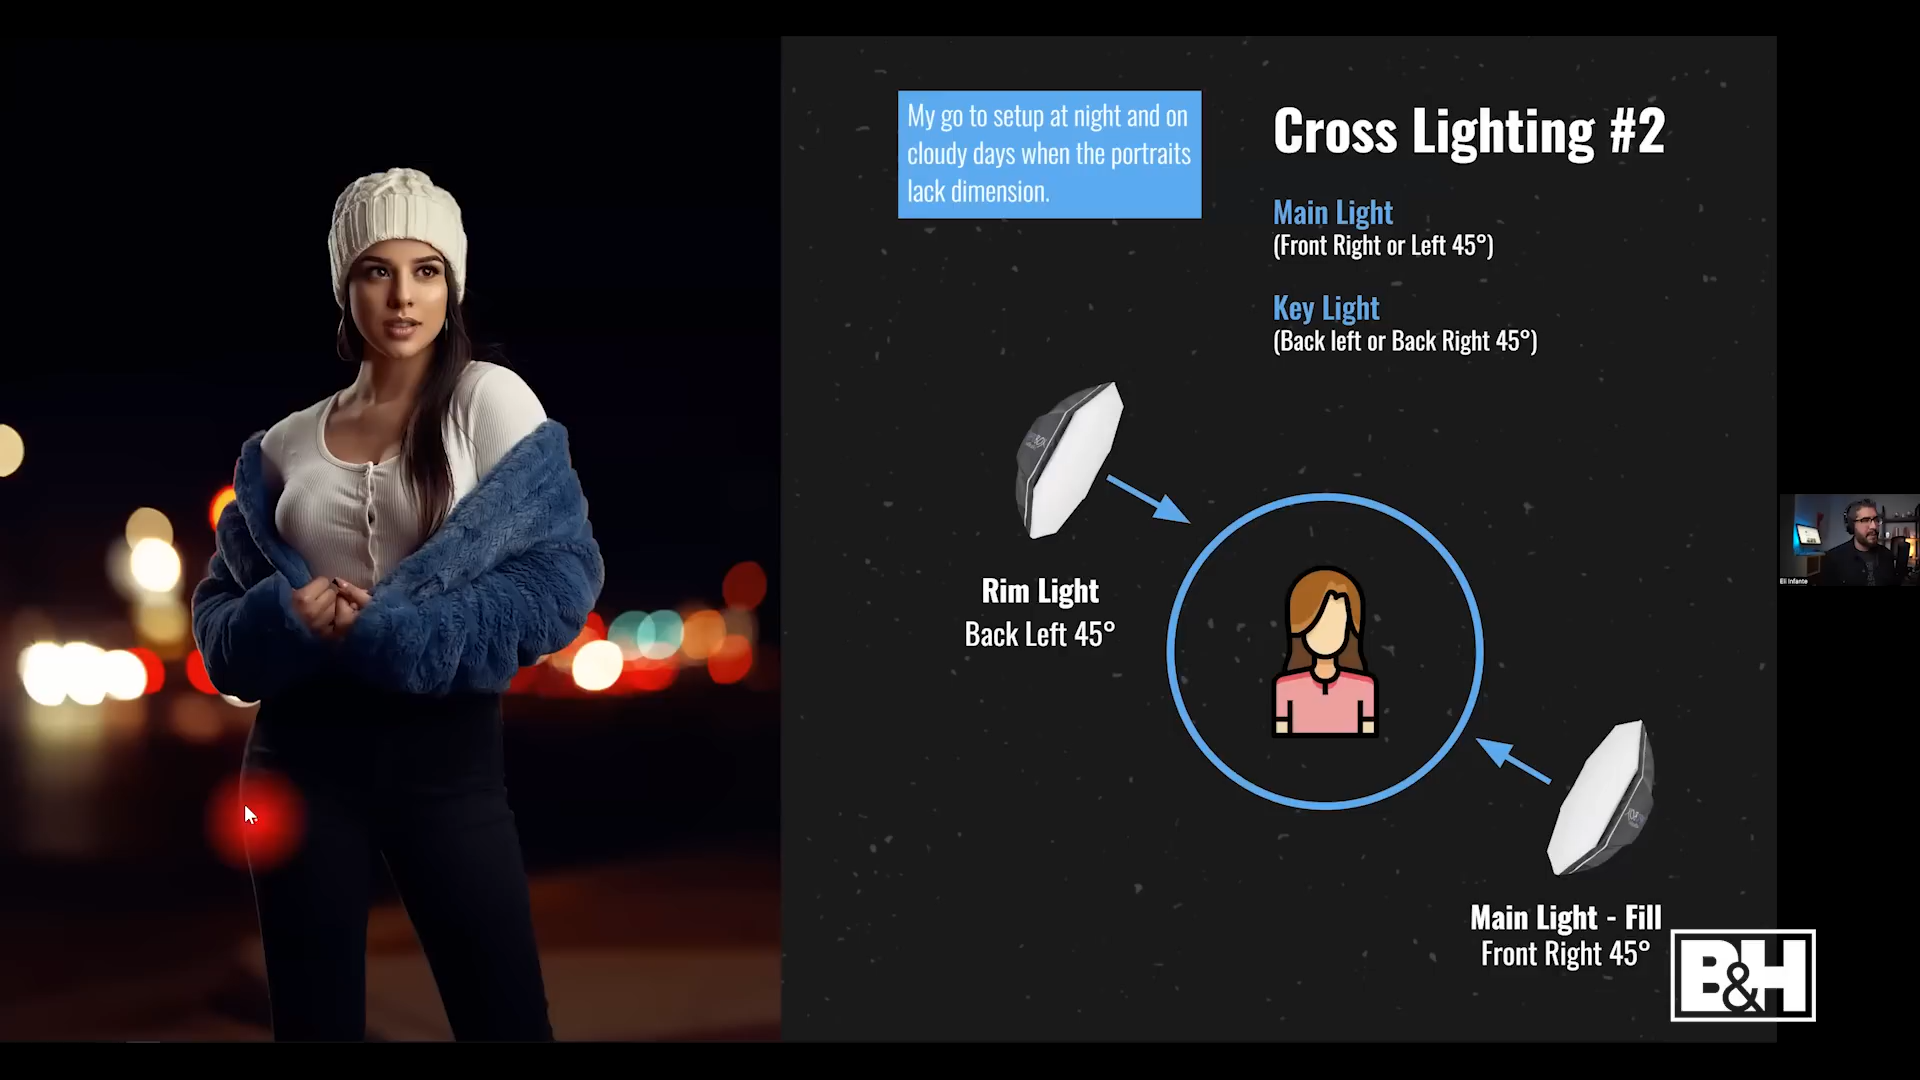 My go to setup at night and on
cloudy days when the portraits
lack dimension.
Cross Lighting #2
Main Light
(Front Right or Left 45°)
Key Light
(Back left or Back Right 45°)
Rim Light
Back Left 45°
Main Light - Fill
Front Right 45°
B&H
Eli Infante